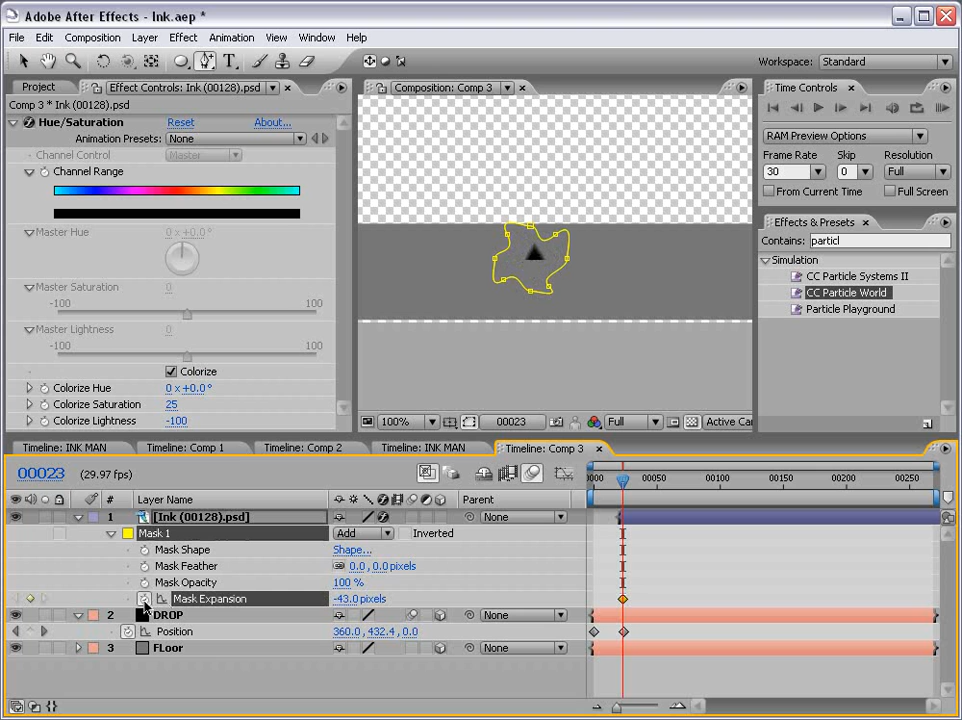 Adobe After Effects - Ink.aep *
File Edit Composition Layer Effect Animation View Window Help
Workspace: Standard
Project Effect Controls: Ink (00128).psd
Comp 3 * Ink (00128).psd
Hue/Saturation Reset About...
Animation Presets: None
Channel Control Master
Channel Range
Master Hue 0 x +0.0 °
Master Saturation 0
-100 100
Master Lightness 0
-100 100
Colorize
Colorize Hue 0 x +0.0 °
Colorize Saturation 25
Colorize Lightness -100
Composition: Comp 3
100% 00023 Full Active Car
Time Controls
RAM Preview Options
Frame Rate Skip Resolution
30 0 Full
From Current Time Full Screen
Effects & Presets
Contains: particl
Simulation
CC Particle Systems II
CC Particle World
Particle Playground
Timeline: INK MAN Timeline: Comp 1 Timeline: Comp 2 Timeline: INK MAN Timeline: Comp 3
00023 (29.97 fps)
0000 00050 00100 00150 00200 00250
# Layer Name Parent
1 [Ink (00128).psd] None
Mask 1 Add Inverted
Mask Shape Shape...
Mask Feather 0.0, 0.0 pixels
Mask Opacity 100 %
Mask Expansion -43.0 pixels
2 DROP None
Position 360.0, 432.4, 0.0
3 FLoor None